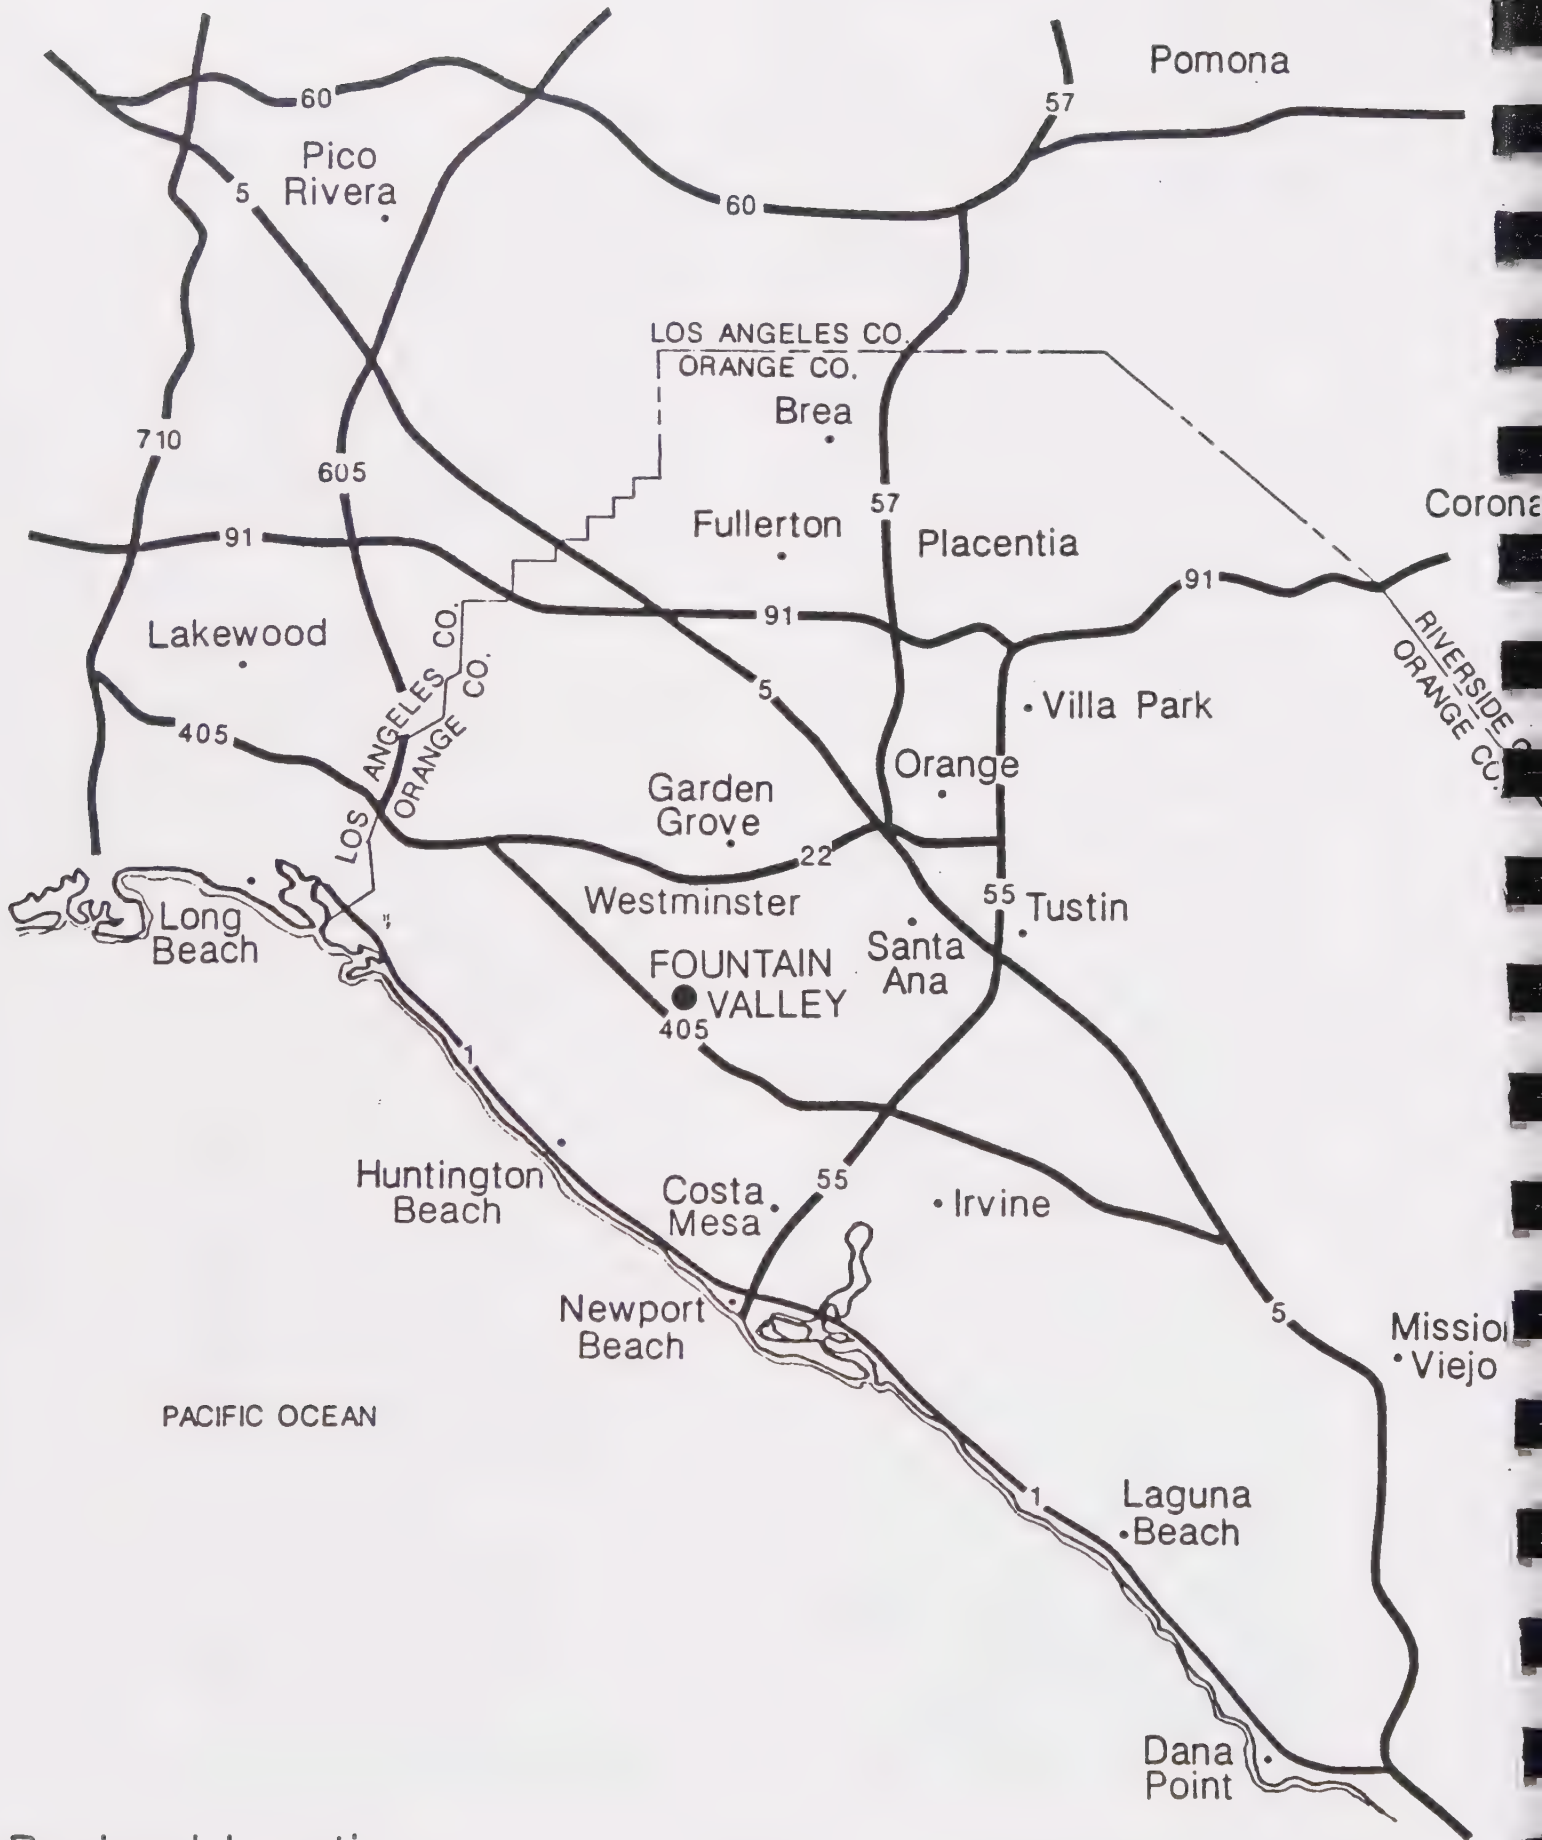 Pomona
57
60
Pico
Rivera
5
60
LOS ANGELES CO.
ORANGE CO.
Brea
710
605
57
Corona
Fullerton
Placentia
91
91
91
Lakewood
LOS ANGELES CO.
ORANGE CO.
RIVERSIDE
ORANGE CO.
5
Villa Park
405
Orange
Garden
Grove
22
55
Tustin
Westminster
Long
Beach
Santa
Ana
FOUNTAIN
VALLEY
405
1
Huntington
Beach
Costa
Mesa
55
Irvine
Newport
Beach
5
Mission
Viejo
PACIFIC OCEAN
1
Laguna
Beach
Dana
Point